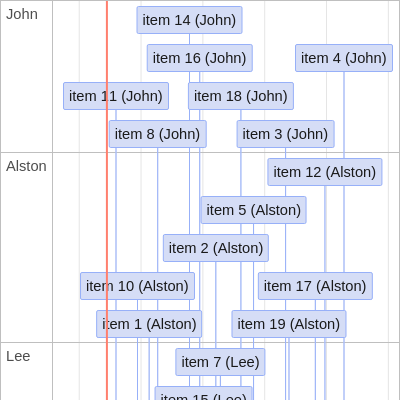 John
item 14 (John)
item 16 (John)
item 4 (John)
item 11 (John)
item 18 (John)
item 8 (John)
item 3 (John)
Alston
item 12 (Alston)
item 5 (Alston)
item 2 (Alston)
item 10 (Alston)
item 17 (Alston)
item 1 (Alston)
item 19 (Alston)
Lee
item 7 (Lee)
item 15 (Lee)